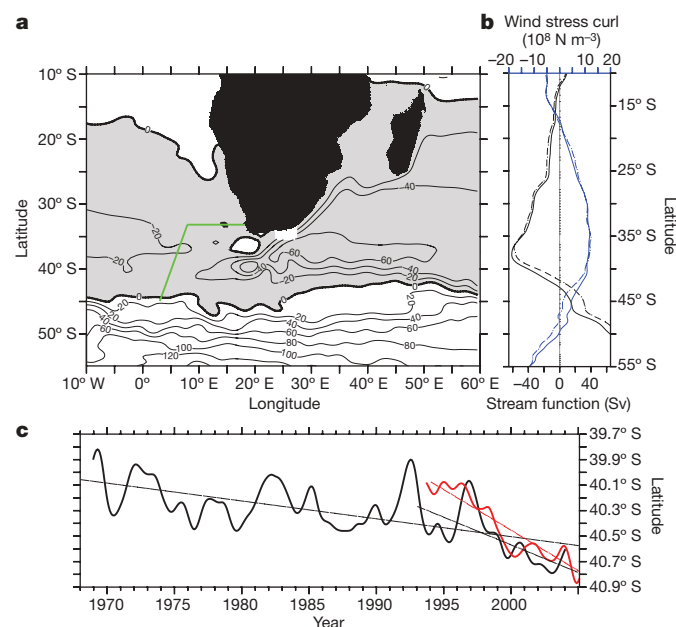 a
10° S
20° S
30° S
40° S
50° S
Latitude
10° W 0° 10° E 20° E 30° E 40° E 50° E 60° E
Longitude
0
0
-40
-20
-20
-60
-60
-40
-20
0
0
-20
20
40
60
80
100
120
20
40
60
80
100
b
Wind stress curl
(10⁸ N m⁻³)
−20 −10 0 10 20
15° S
25° S
35° S
45° S
55° S
Latitude
−40 0 40
Stream function (Sv)
c
39.7° S
39.9° S
40.1° S
40.3° S
40.5° S
40.7° S
40.9° S
Latitude
1970 1975 1980 1985 1990 1995 2000
Year